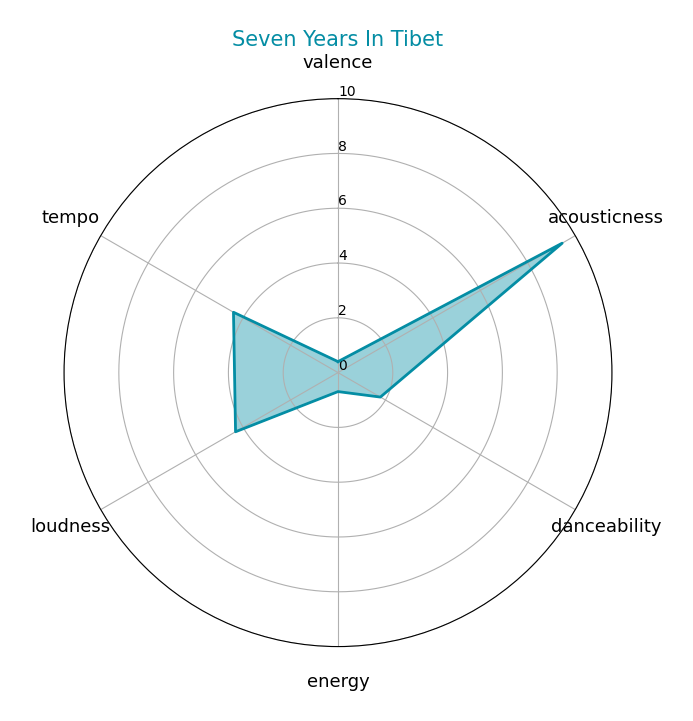 Seven Years In Tibet
valence
10
8
6
4
2
0
tempo
acousticness
loudness
danceability
energy